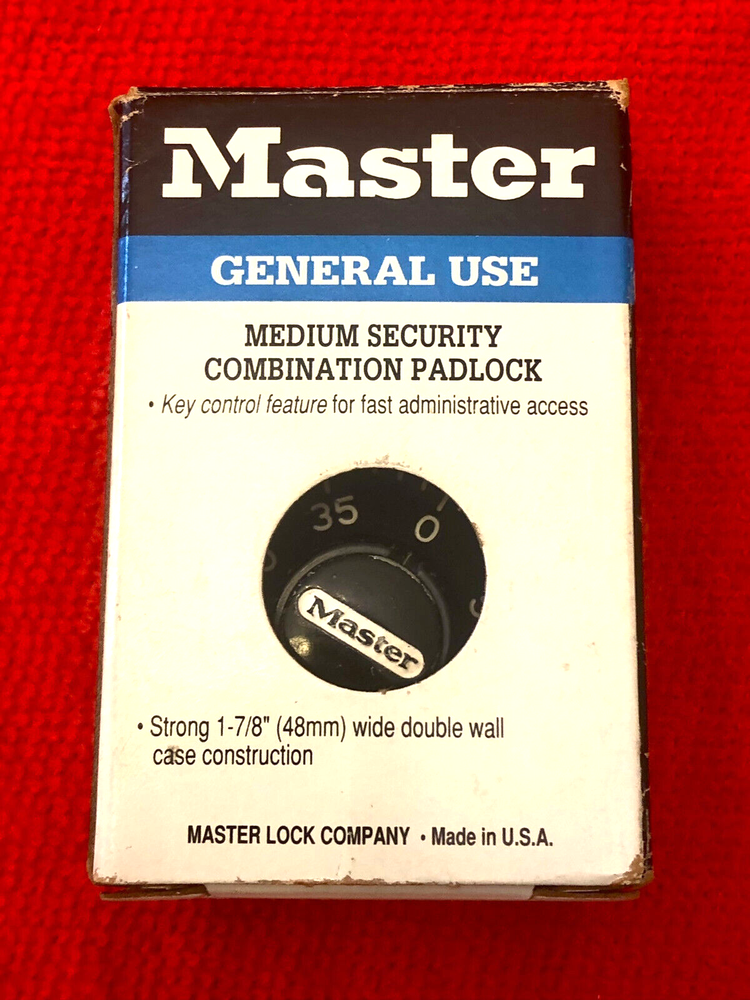 Master
GENERAL USE
MEDIUM SECURITY
COMBINATION PADLOCK
• Key control feature for fast administrative access
35 0
Master
• Strong 1-7/8" (48mm) wide double wall
case construction
MASTER LOCK COMPANY • Made in U.S.A.